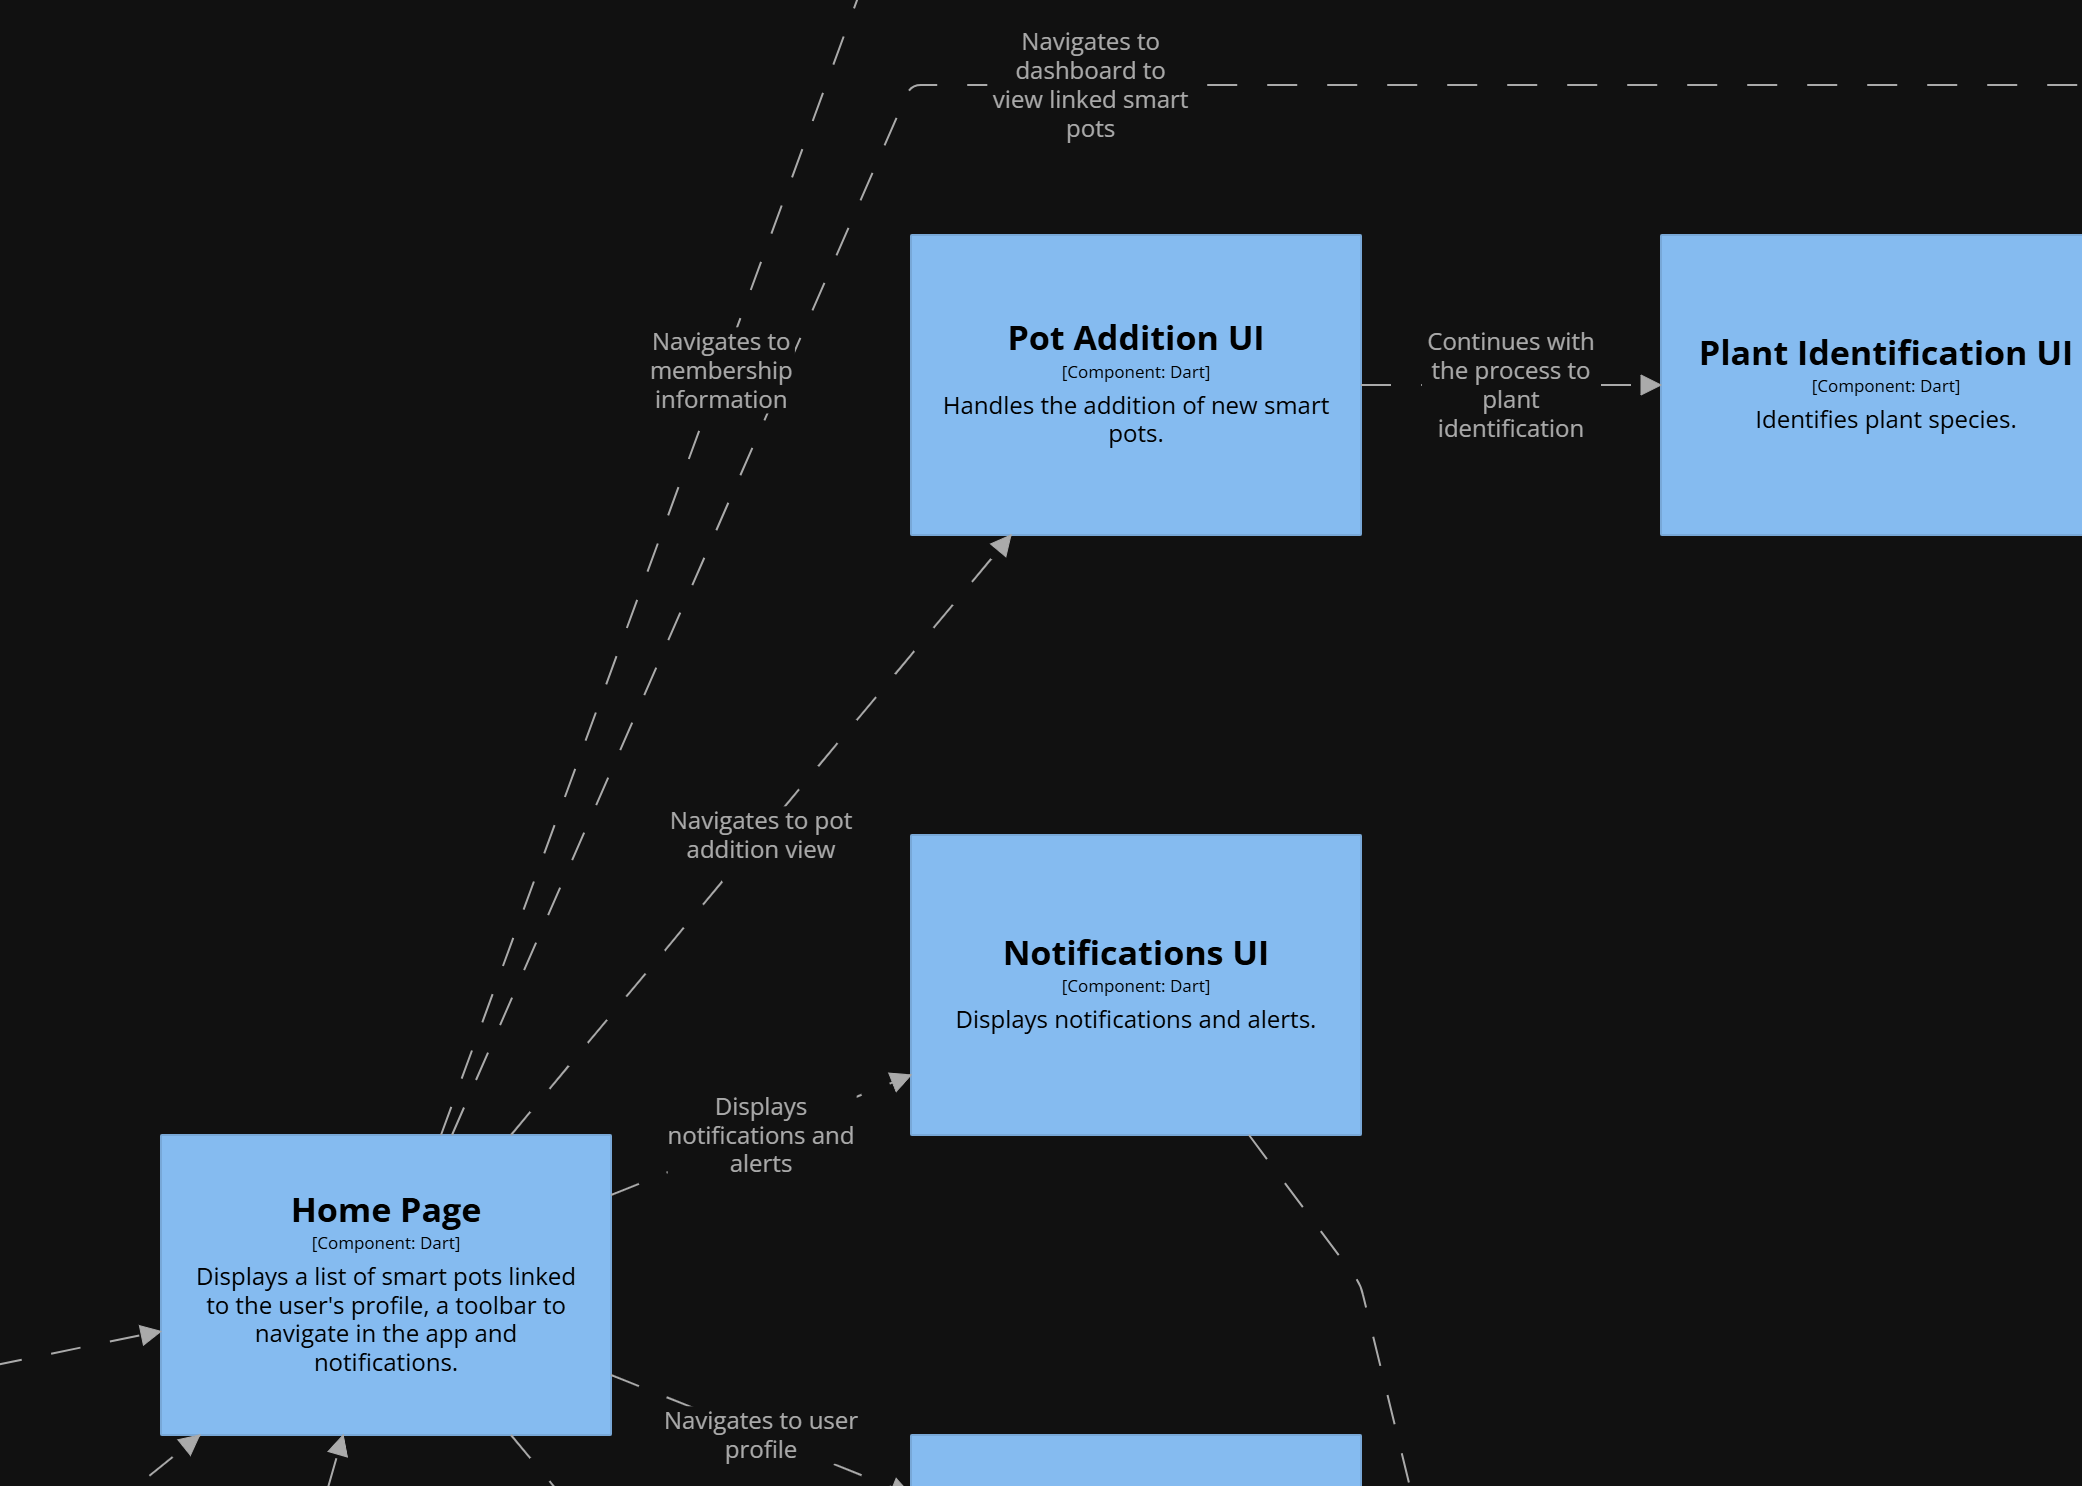 Navigates to
dashboard to
view linked smart
pots
Navigates to
membership
information
Pot Addition UI
[Component: Dart]
Handles the addition of new smart
pots.
Continues with
the process to
plant
identification
Plant Identification UI
[Component: Dart]
Identifies plant species.
Navigates to pot
addition view
Notifications UI
[Component: Dart]
Displays notifications and alerts.
Displays
notifications and
alerts
Home Page
[Component: Dart]
Displays a list of smart pots linked
to the user's profile, a toolbar to
navigate in the app and
notifications.
Navigates to user
profile